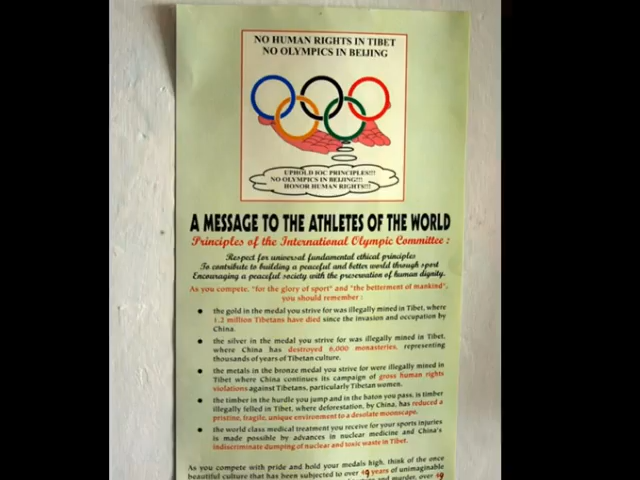 NO HUMAN RIGHTS IN TIBET
NO OLYMPICS IN BEIJING
UPHOLD IOC PRINCIPLES!!!
NO OLYMPICS IN BEIJING!!!
HONOR HUMAN RIGHTS!!!
A MESSAGE TO THE ATHLETES OF THE WORLD
Principles of the International Olympic Committee :
Respect for universal fundamental ethical principles
To contribute to building a peaceful and better world through sport
Encouraging a peaceful society with the preservation of human dignity.
As you compete, "for the glory of sport" and "the betterment of mankind",
you should remember :
● the gold in the medal you strive for was illegally mined in Tibet, where
1.2 million Tibetans have died since the invasion and occupation by
China.
● the silver in the medal you strive for was illegally mined in Tibet,
where China has destroyed 6,000 monasteries, representing
thousands of years of Tibetan culture.
● the metals in the bronze medal you strive for were illegally mined in
Tibet where China continues its campaign of gross human rights
violations against Tibetans, particularly Tibetan women.
● the timber in the hurdle you jump and in the baton you pass, is timber
illegally felled in Tibet, where deforestation, by China, has reduced a
pristine, fragile, unique environment to a desolate moonscape.
● the world class medical treatment you receive for your sports injuries
is made possible by advances in nuclear medicine and China's
indiscriminate dumping of nuclear and toxic waste in Tibet.
As you compete with pride and hold your medals high, think of the once
beautiful culture that has been subjected to over 49 years of unimaginable
and murder, over